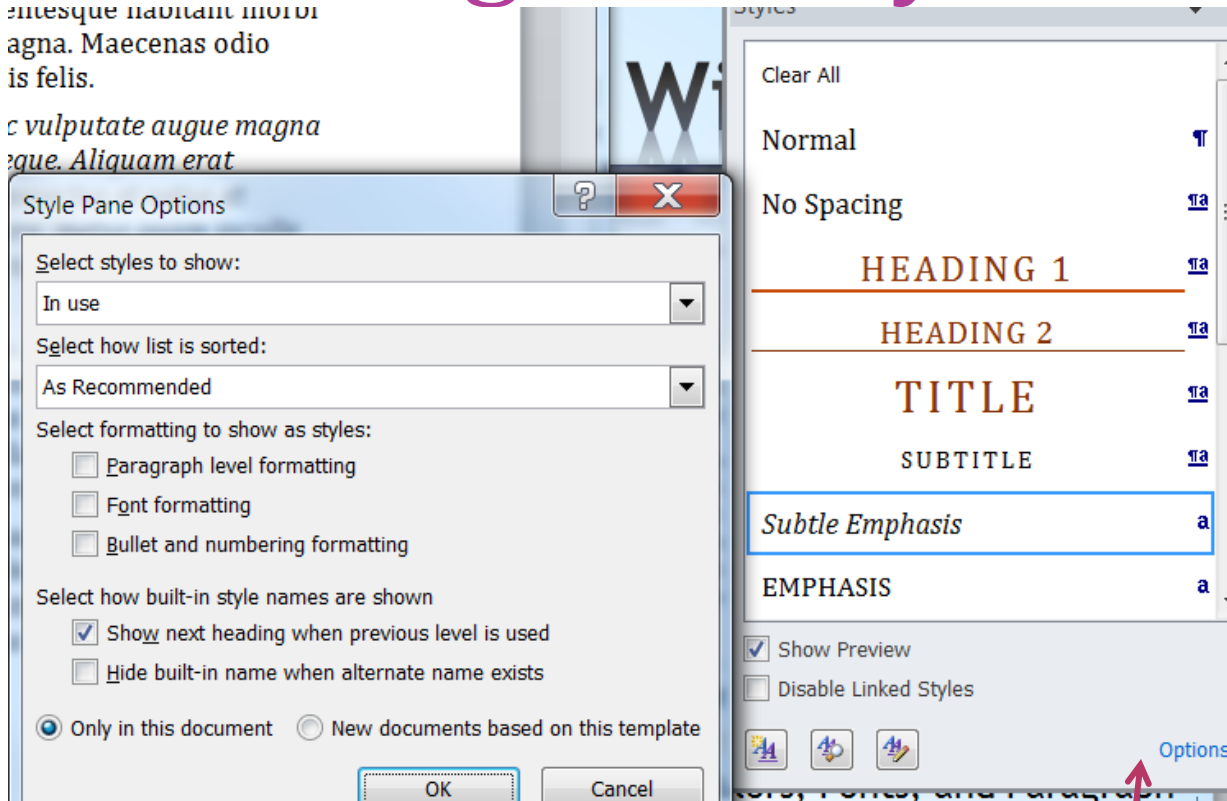 entesque habitant morbi
agna. Maecenas odio
is felis.
c vulputate augue magna
eque. Aliquam erat
Style Pane Options
Select styles to show:
In use
Select how list is sorted:
As Recommended
Select formatting to show as styles:
Paragraph level formatting
Font formatting
Bullet and numbering formatting
Select how built-in style names are shown
Show next heading when previous level is used
Hide built-in name when alternate name exists
Only in this document New documents based on this template
OK Cancel
Wi
Styles
Clear All
Normal ¶
No Spacing ¶a
HEADING 1 ¶a
HEADING 2 ¶a
TITLE ¶a
SUBTITLE ¶a
Subtle Emphasis a
EMPHASIS a
Show Preview
Disable Linked Styles
Options
Fonts, and Paragraph